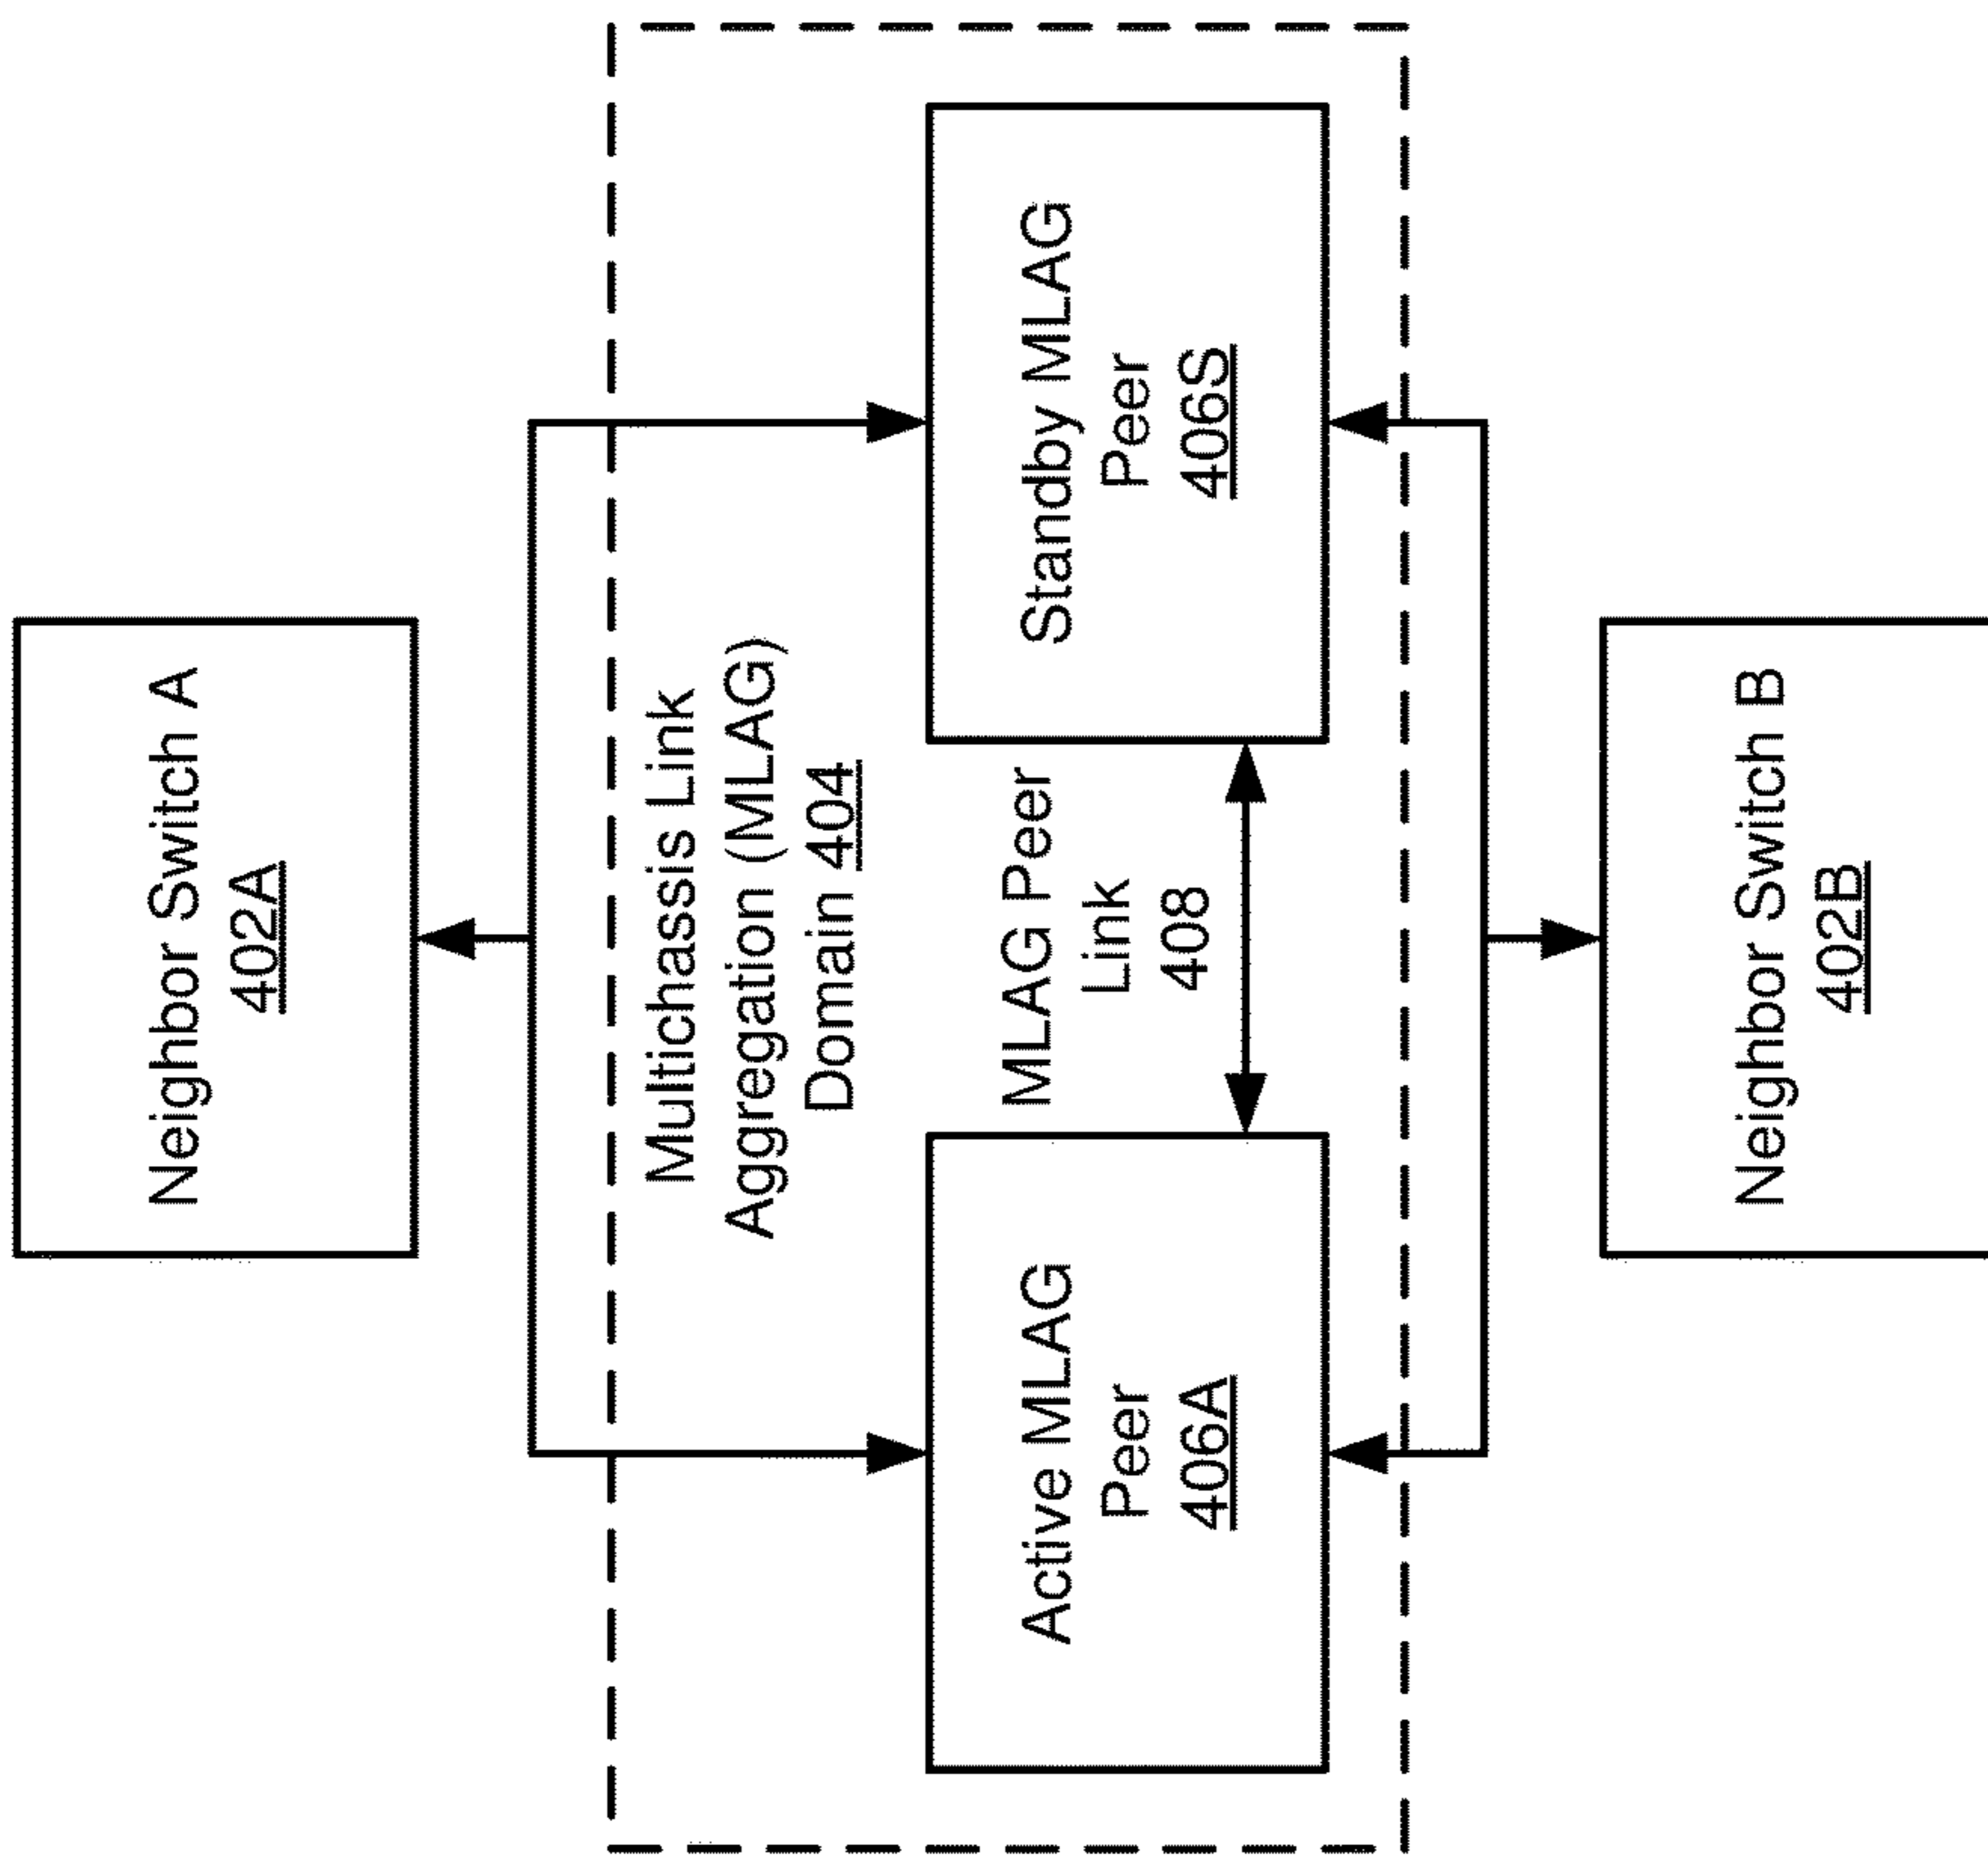 Neighbor Switch A
402A
Multichassis Link
Aggregation (MLAG)
Domain 404
Active MLAG
Peer
406A
MLAG Peer
Link
408
Standby MLAG
Peer
406S
Neighbor Switch B
402B